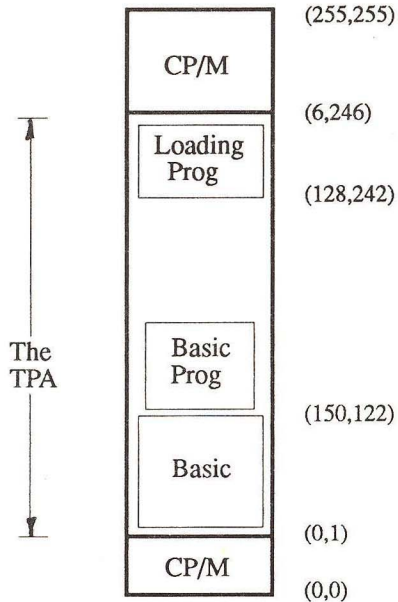 (255,255)
CP/M
(6,246)
Loading
Prog
(128,242)
The
TPA
Basic
Prog
(150,122)
Basic
(0,1)
CP/M
(0,0)